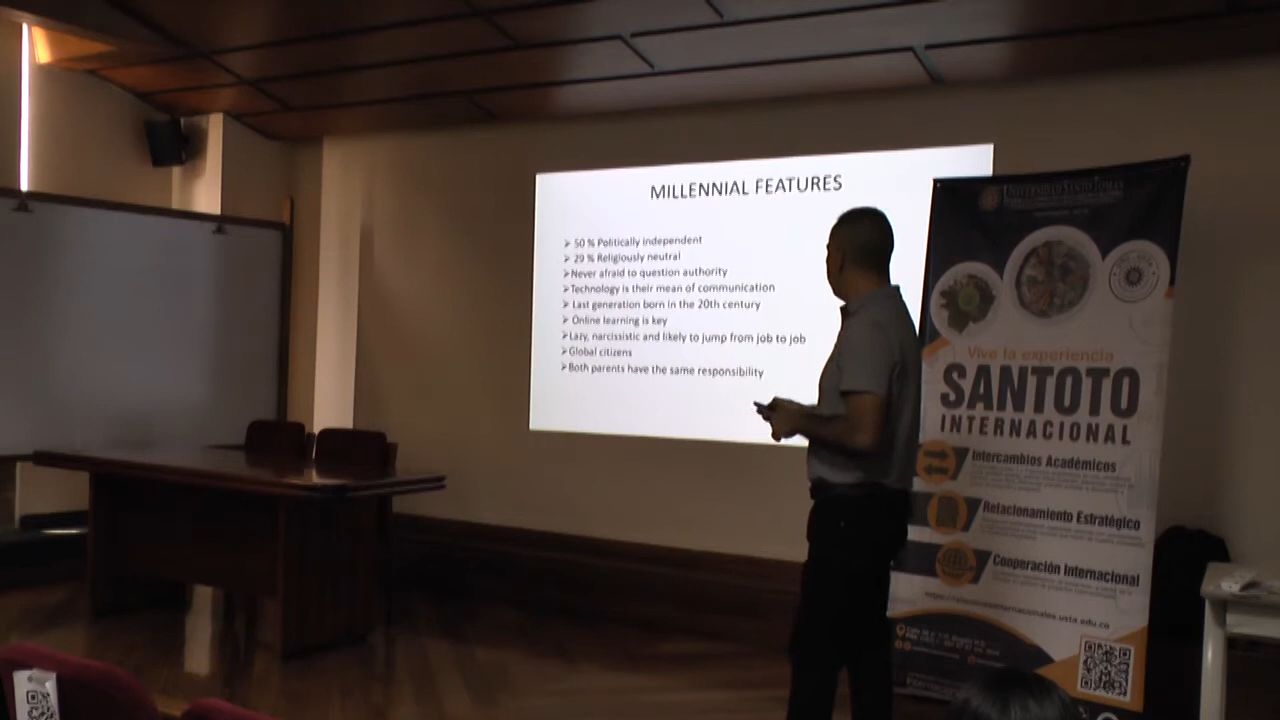 MILLENNIAL FEATURES
➢ 50 % Politically independent
➢ 29 % Religiously neutral
➢Never afraid to question authority
➢Technology is their mean of communication
➢ Last generation born in the 20th century
➢ Online learning is key
➢Lazy, narcissistic and likely to jump from job to job
➢Global citizens
➢Both parents have the same responsibility
UNIVERSIDAD SANTO TOMÁS
Vive la experiencia
SANTOTO
INTERNACIONAL
Intercambios Académicos
Relacionamiento Estratégico
Cooperación Internacional